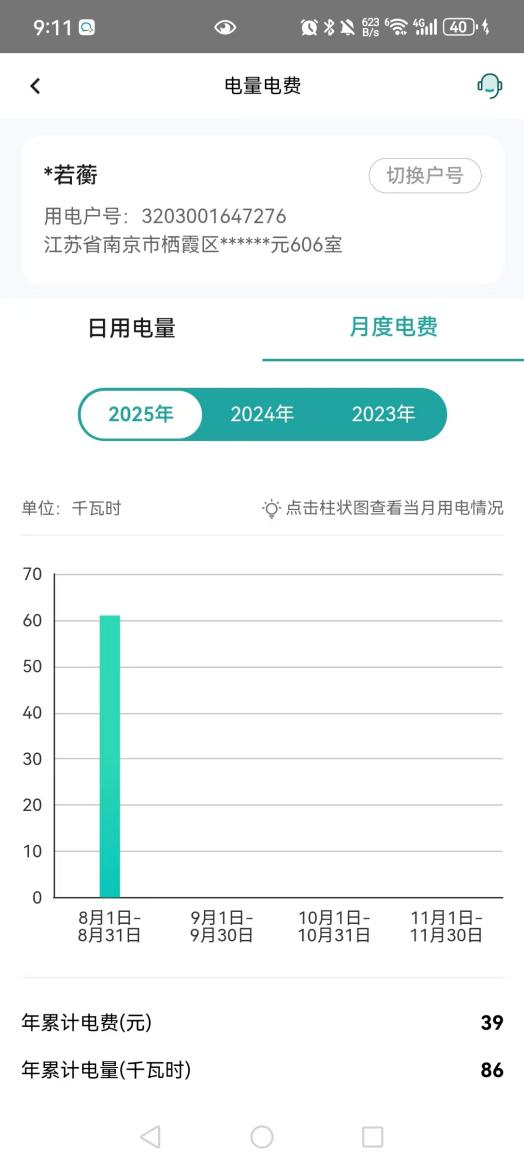 9:11
623 B/s
6
4G
40
电量电费
*若蘅
切换户号
用电户号：3203001647276
江苏省南京市栖霞区******元606室
日用电量
月度电费
2025年
2024年
2023年
单位：千瓦时
点击柱状图查看当月用电情况
70
60
50
40
30
20
10
0
8月1日-
8月31日
9月1日-
9月30日
10月1日-
10月31日
11月1日-
11月30日
年累计电费(元) 39
年累计电量(千瓦时) 86